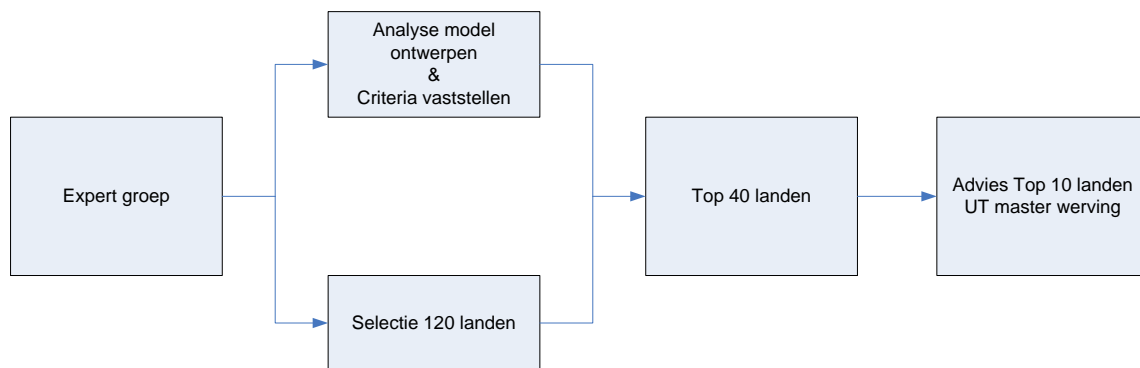 Expert groep
Analyse model
ontwerpen
&
Criteria vaststellen
Selectie 120 landen
Top 40 landen
Advies Top 10 landen
UT master werving